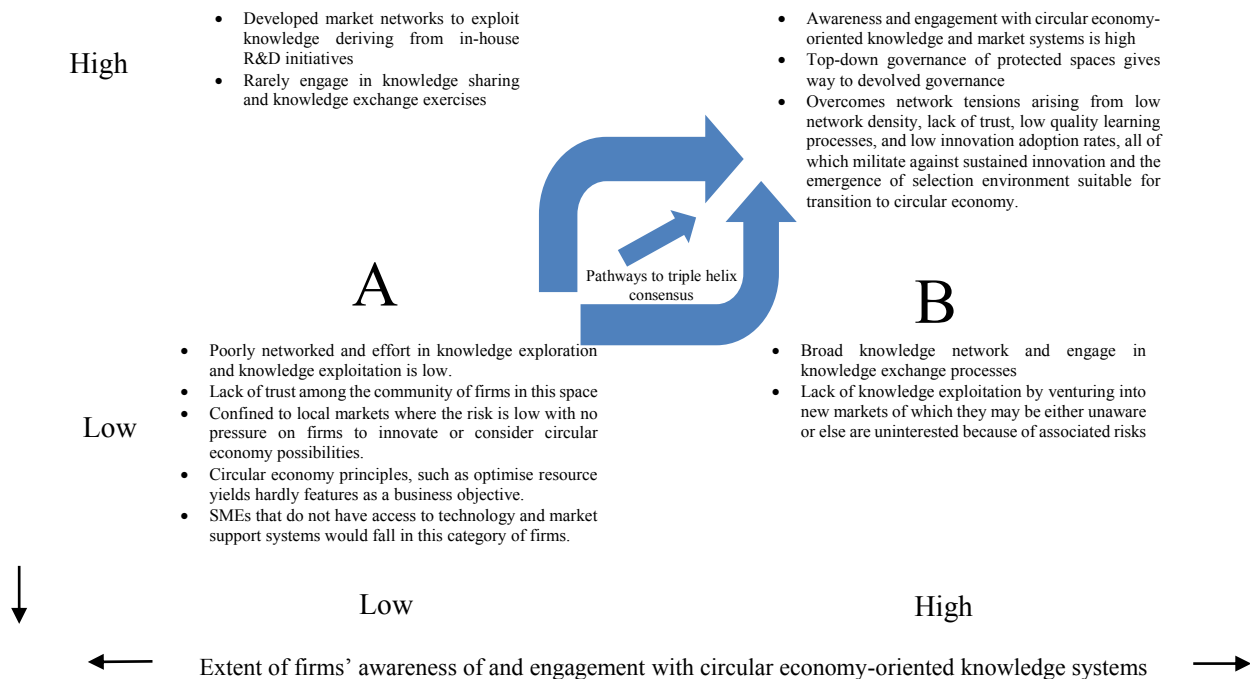 High
• Developed market networks to exploit
knowledge deriving from in-house
R&D initiatives
• Rarely engage in knowledge sharing
and knowledge exchange exercises
• Awareness and engagement with circular economy-
oriented knowledge and market systems is high
• Top-down governance of protected spaces gives
way to devolved governance
• Overcomes network tensions arising from low
network density, lack of trust, low quality learning
processes, and low innovation adoption rates, all of
which militate against sustained innovation and the
emergence of selection environment suitable for
transition to circular economy.
Pathways to triple helix
consensus
A
B
Low
• Poorly networked and effort in knowledge exploration
and knowledge exploitation is low.
• Lack of trust among the community of firms in this space
• Confined to local markets where the risk is low with no
pressure on firms to innovate or consider circular
economy possibilities.
• Circular economy principles, such as optimise resource
yields hardly features as a business objective.
• SMEs that do not have access to technology and market
support systems would fall in this category of firms.
• Broad knowledge network and engage in
knowledge exchange processes
• Lack of knowledge exploitation by venturing into
new markets of which they may be either unaware
or else are uninterested because of associated risks
Low
High
Extent of firms’ awareness of and engagement with circular economy-oriented knowledge systems